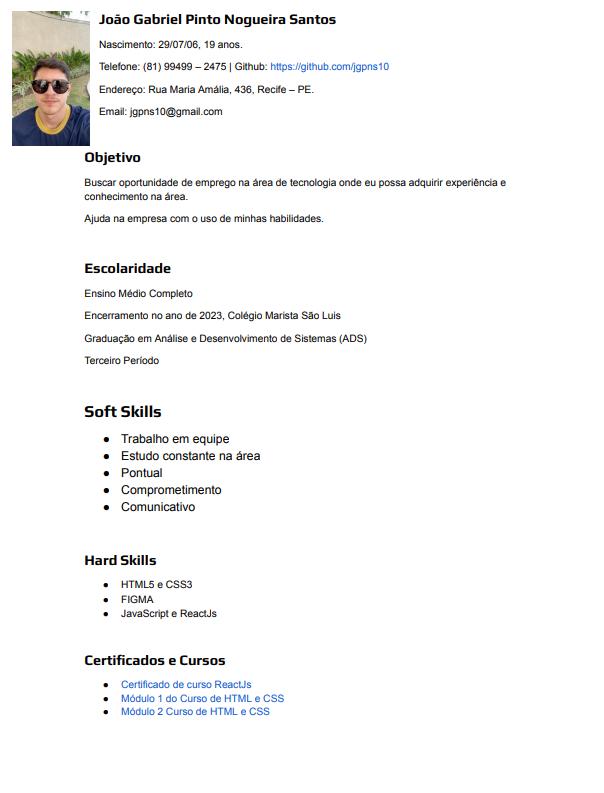 João Gabriel Pinto Nogueira Santos
Nascimento: 29/07/06, 19 anos.
Telefone: (81) 99499 – 2475 | Github: https://github.com/jgpns10
Endereço: Rua Maria Amália, 436, Recife – PE.
Email: jgpns10@gmail.com
Objetivo
Buscar oportunidade de emprego na área de tecnologia onde eu possa adquirir experiência e
conhecimento na área.
Ajuda na empresa com o uso de minhas habilidades.
Escolaridade
Ensino Médio Completo
Encerramento no ano de 2023, Colégio Marista São Luis
Graduação em Análise e Desenvolvimento de Sistemas (ADS)
Terceiro Período
Soft Skills
● Trabalho em equipe
● Estudo constante na área
● Pontual
● Comprometimento
● Comunicativo
Hard Skills
● HTML5 e CSS3
● FIGMA
● JavaScript e ReactJs
Certificados e Cursos
● Certificado de curso ReactJs
● Módulo 1 do Curso de HTML e CSS
● Módulo 2 Curso de HTML e CSS